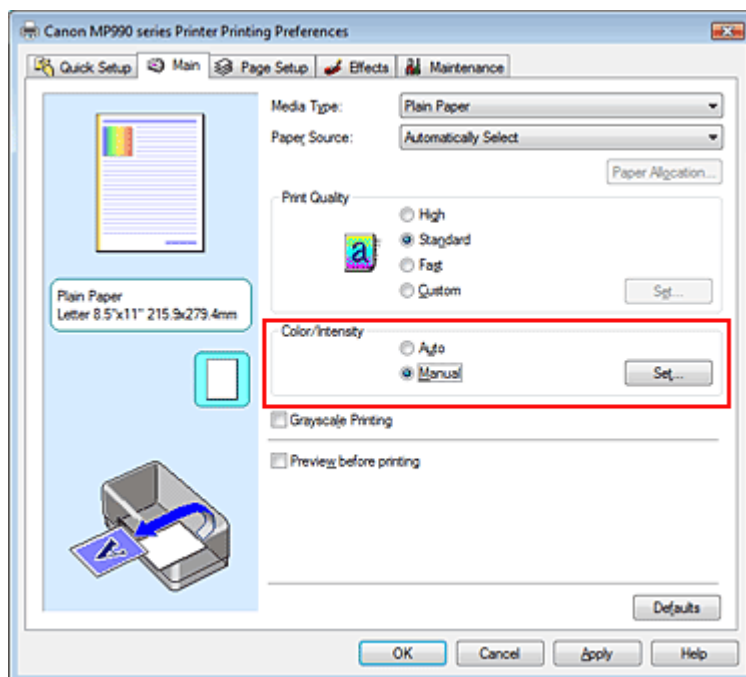 Canon MP990 series Printer Printing Preferences
Quick Setup Main Page Setup Effects Maintenance
Media Type: Plain Paper
Paper Source: Automatically Select
Paper Allocation...
Print Quality
High
a Standard
Fast
Custom Set...
Plain Paper
Letter 8.5"x11" 215.9x279.4mm
Color/Intensity
Auto
Manual Set...
Grayscale Printing
Preview before printing
A
Defaults
OK Cancel Apply Help